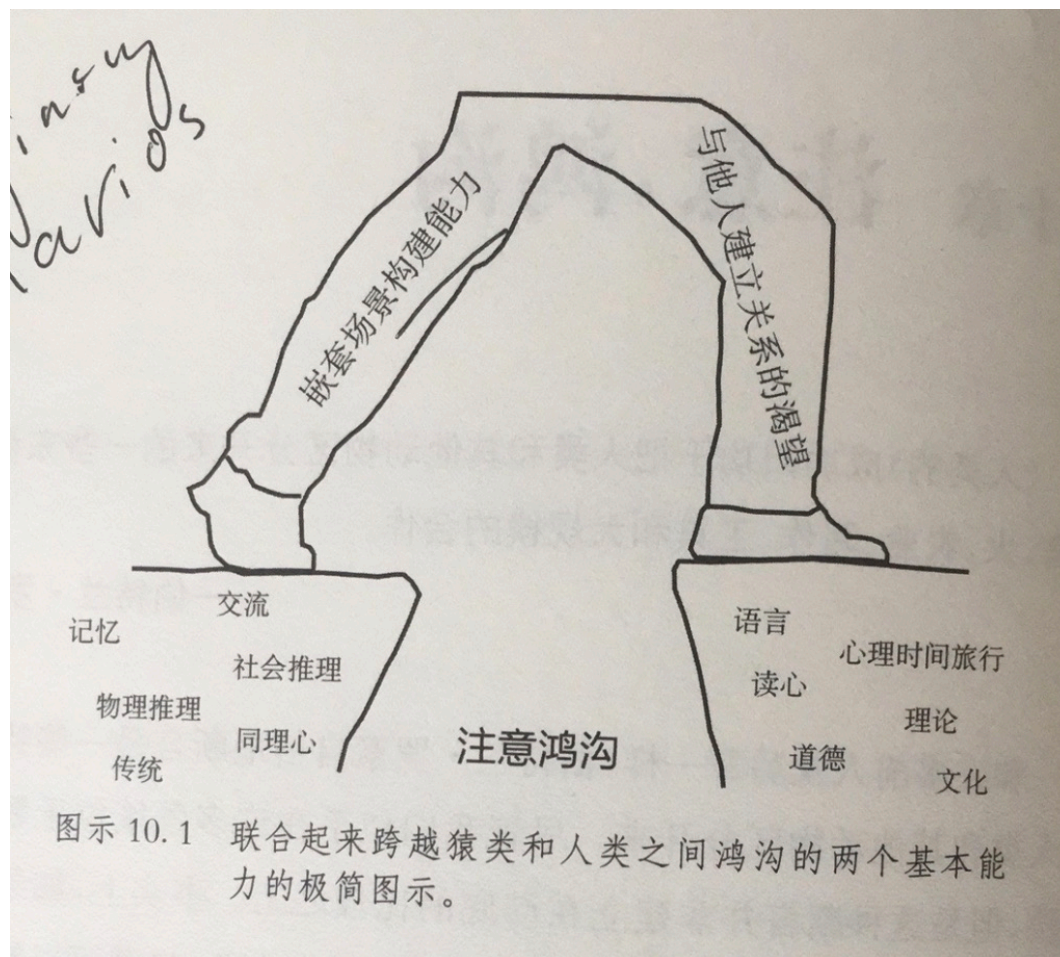 嵌套场景构建能力
与他人建立关系的渴望
交流
记忆
社会推理
物理推理
同理心
传统
注意鸿沟
语言
心理时间旅行
读心
理论
道德
文化
图示 10.1 联合起来跨越猿类和人类之间鸿沟的两个基本能
力的极简图示。